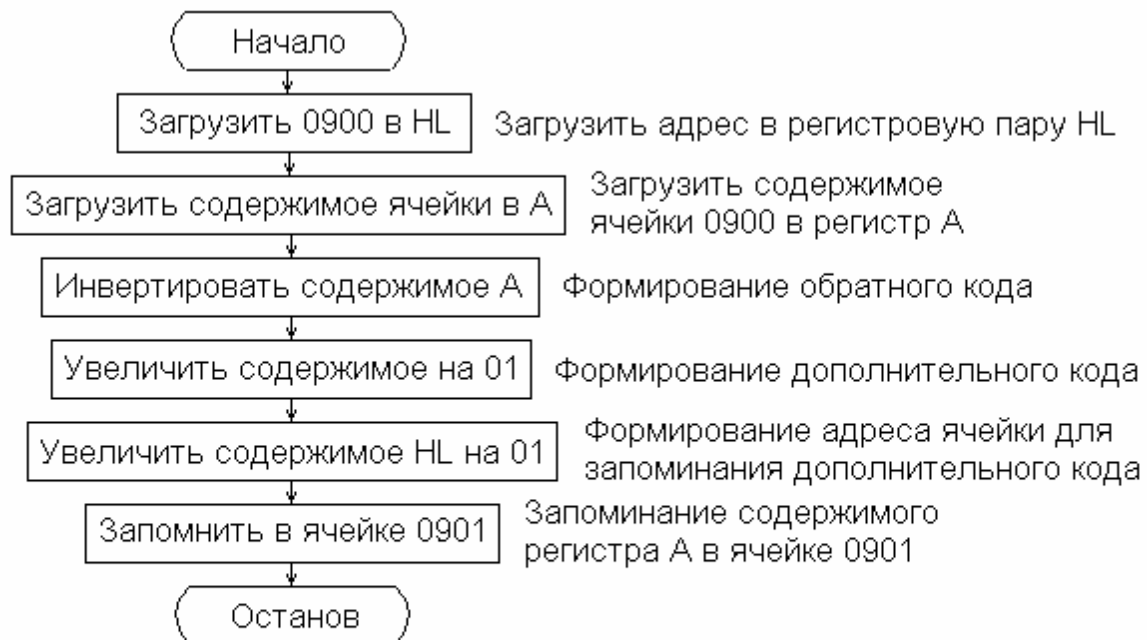 Начало
Загрузить 0900 в HL
Загрузить адрес в регистровую пару HL
Загрузить содержимое ячейки в А
Загрузить содержимое
ячейки 0900 в регистр А
Инвертировать содержимое А
Формирование обратного кода
Увеличить содержимое на 01
Формирование дополнительного кода
Увеличить содержимое HL на 01
Формирование адреса ячейки для
запоминания дополнительного кода
Запомнить в ячейке 0901
Запоминание содержимого
регистра А в ячейке 0901
Останов